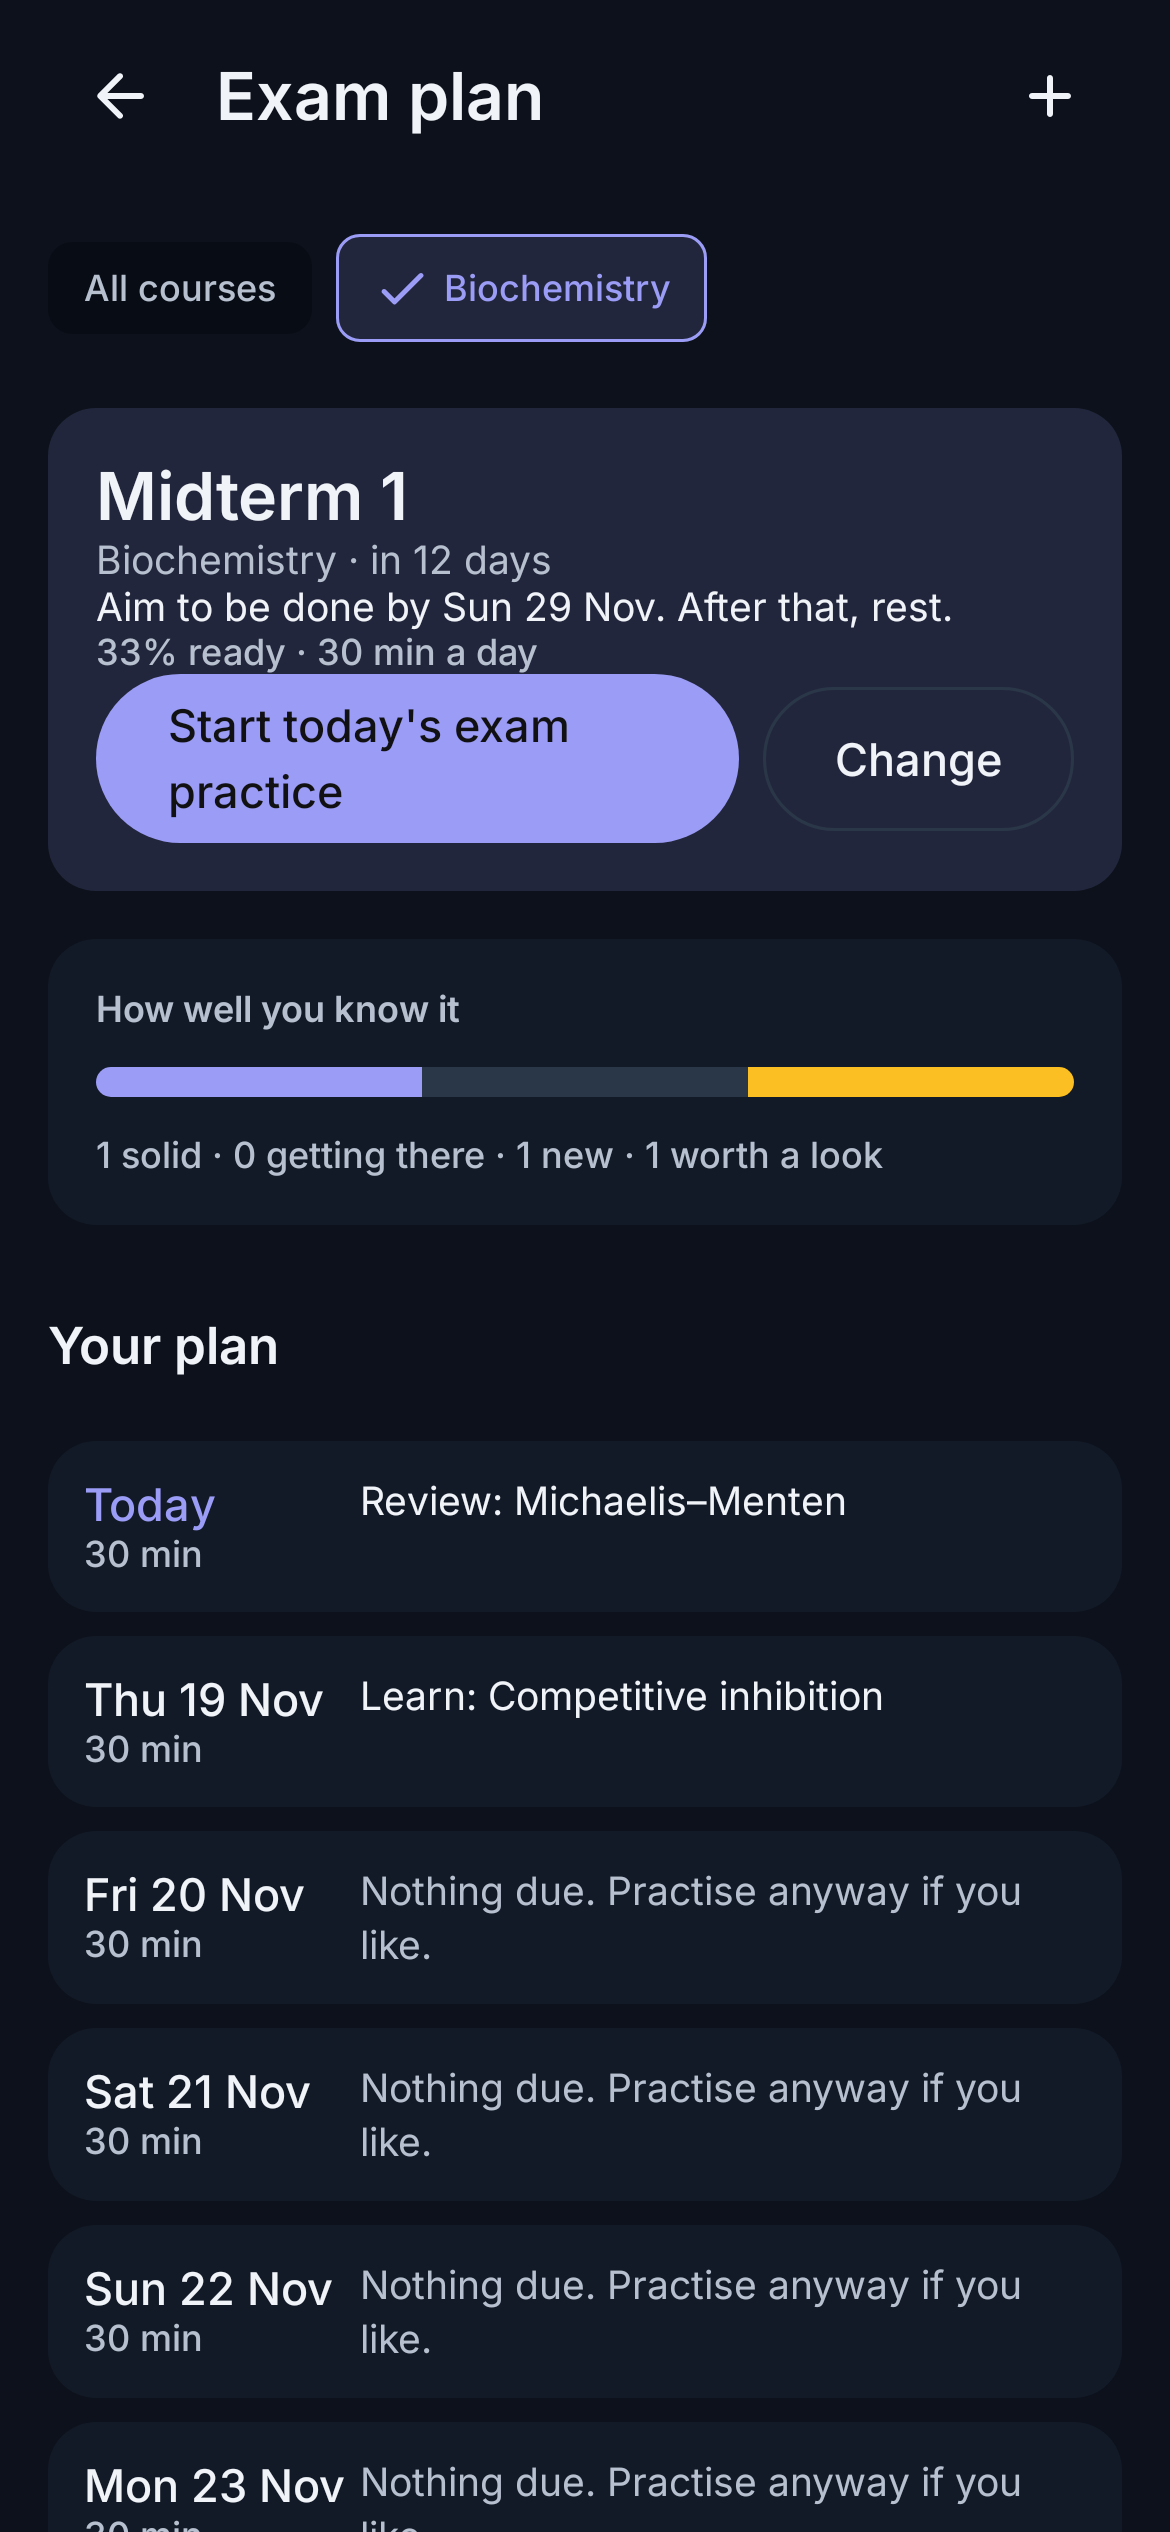 Exam plan
All courses
Biochemistry
Midterm 1
Biochemistry · in 12 days
Aim to be done by Sun 29 Nov. After that, rest.
33% ready · 30 min a day
Start today's exam
practice
Change
How well you know it
1 solid · 0 getting there · 1 new · 1 worth a look
Your plan
Today
Review: Michaelis–Menten
30 min
Thu 19 Nov
Learn: Competitive inhibition
30 min
Fri 20 Nov
Nothing due. Practise anyway if you
like.
30 min
Sat 21 Nov
Nothing due. Practise anyway if you
like.
30 min
Sun 22 Nov
Nothing due. Practise anyway if you
like.
30 min
Mon 23 Nov
Nothing due. Practise anyway if you
like.
30 min